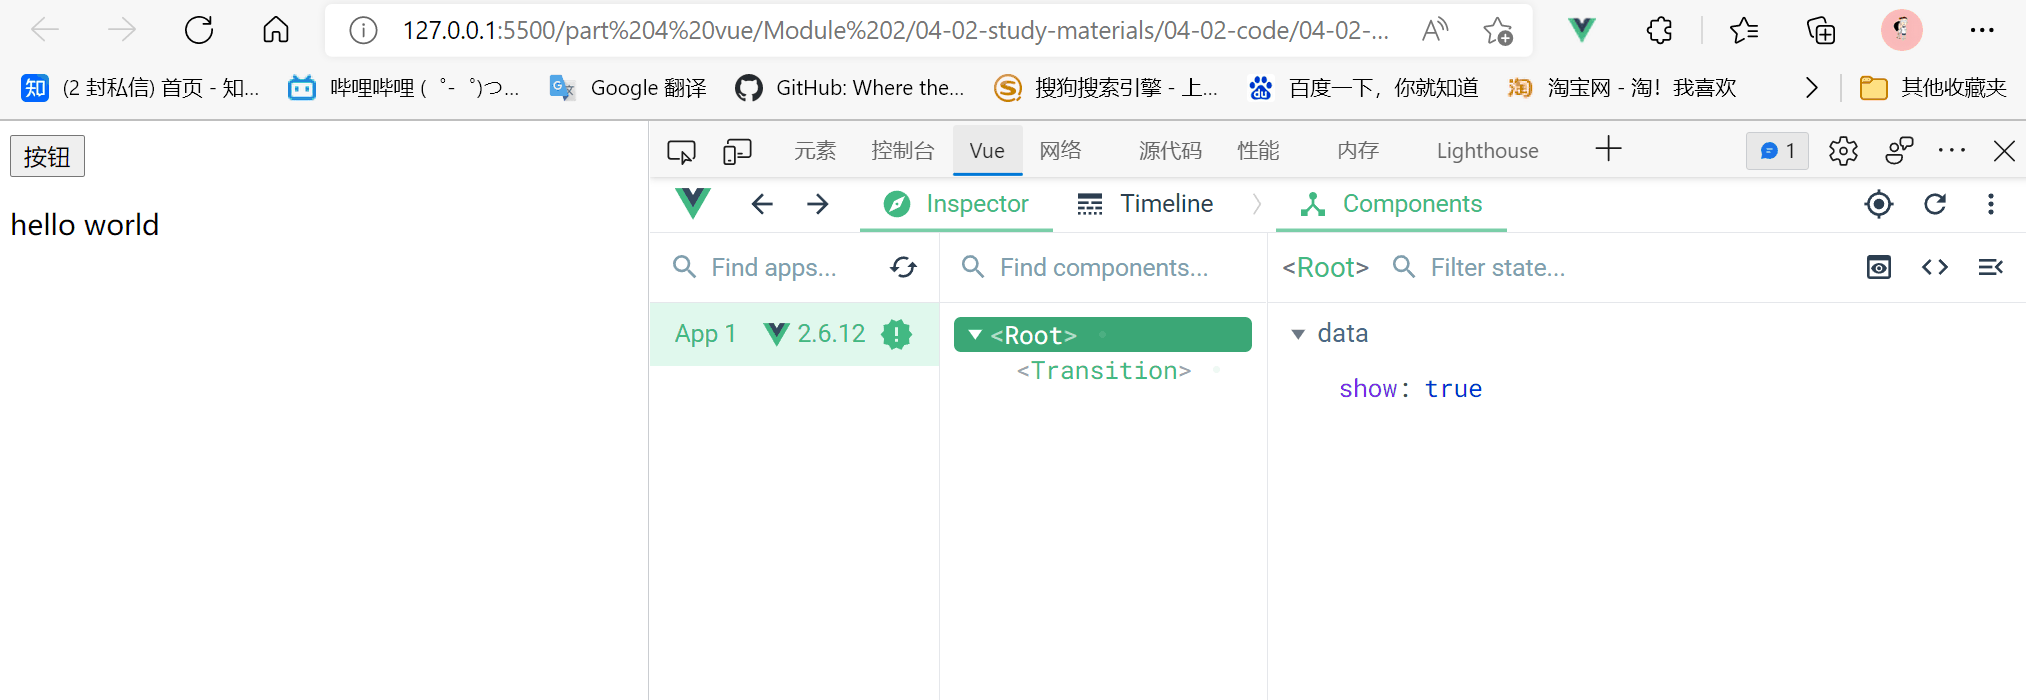 127.0.0.1:5500/part%204%20vue/Module%202/04-02-study-materials/04-02-code/04-02-...
知 (2 封私信) 首页 - 知... 哔哩哔哩 ( ゜- ゜)つ... Google 翻译 GitHub: Where the... 搜狗搜索引擎 - 上... du 百度一下，你就知道 淘 淘宝网 - 淘！我喜欢 其他收藏夹
按钮
hello world
元素 控制台 Vue 网络 源代码 性能 内存 Lighthouse 1
Inspector Timeline Components
Find apps... Find components... <Root> Filter state...
App 1 2.6.12 <Root> data
<Transition>
show: true